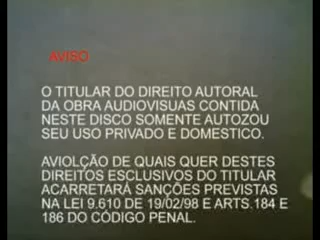 AVISO
O TITULAR DO DIREITO AUTORAL
DA OBRA AUDIOVISUAS CONTIDA
NESTE DISCO SOMENTE AUTOZOU
SEU USO PRIVADO E DOMESTICO.
AVIOLÇÃO DE QUAIS QUER DESTES
DIREITOS ESCLUSIVOS DO TITULAR
ACARRETARÁ SANÇÕES PREVISTAS
NA LEI 9.610 DE 19/02/98 E ARTS.184 E
186 DO CÓDIGO PENAL.